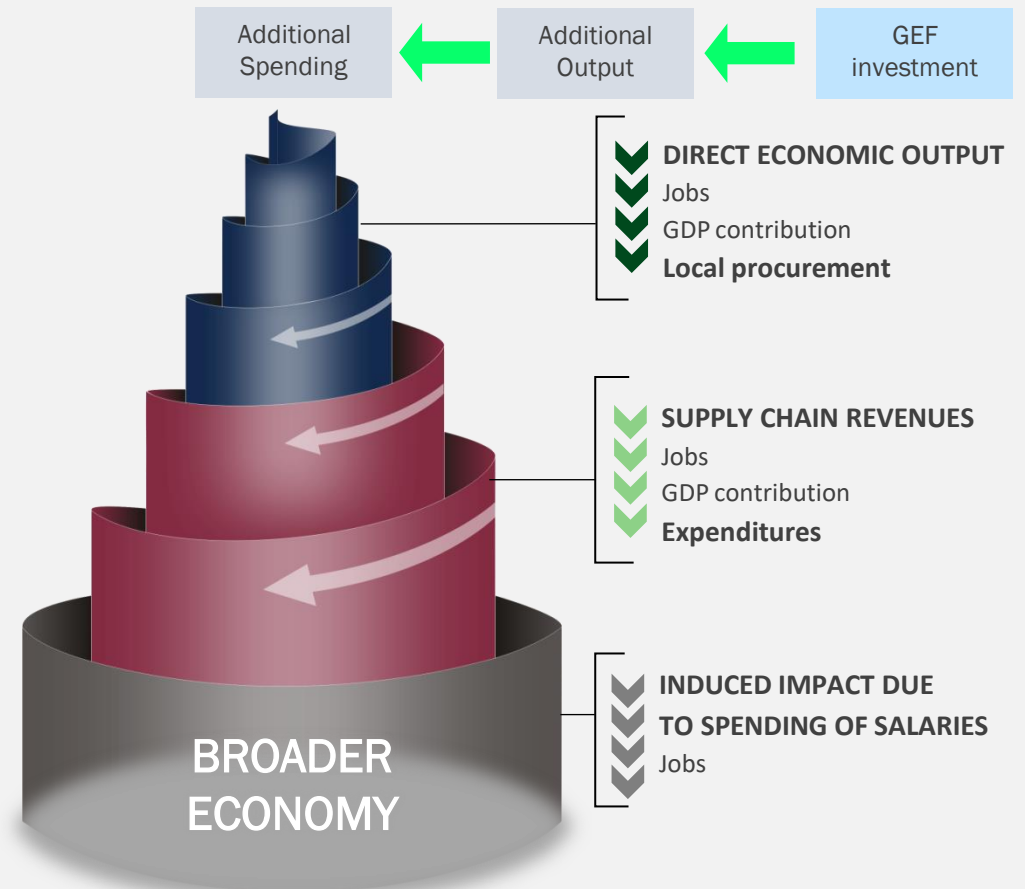 Additional
Spending
Additional
Output
GEF
investment
DIRECT ECONOMIC OUTPUT
Jobs
GDP contribution
Local procurement
SUPPLY CHAIN REVENUES
Jobs
GDP contribution
Expenditures
INDUCED IMPACT DUE
TO SPENDING OF SALARIES
Jobs
BROADER
ECONOMY